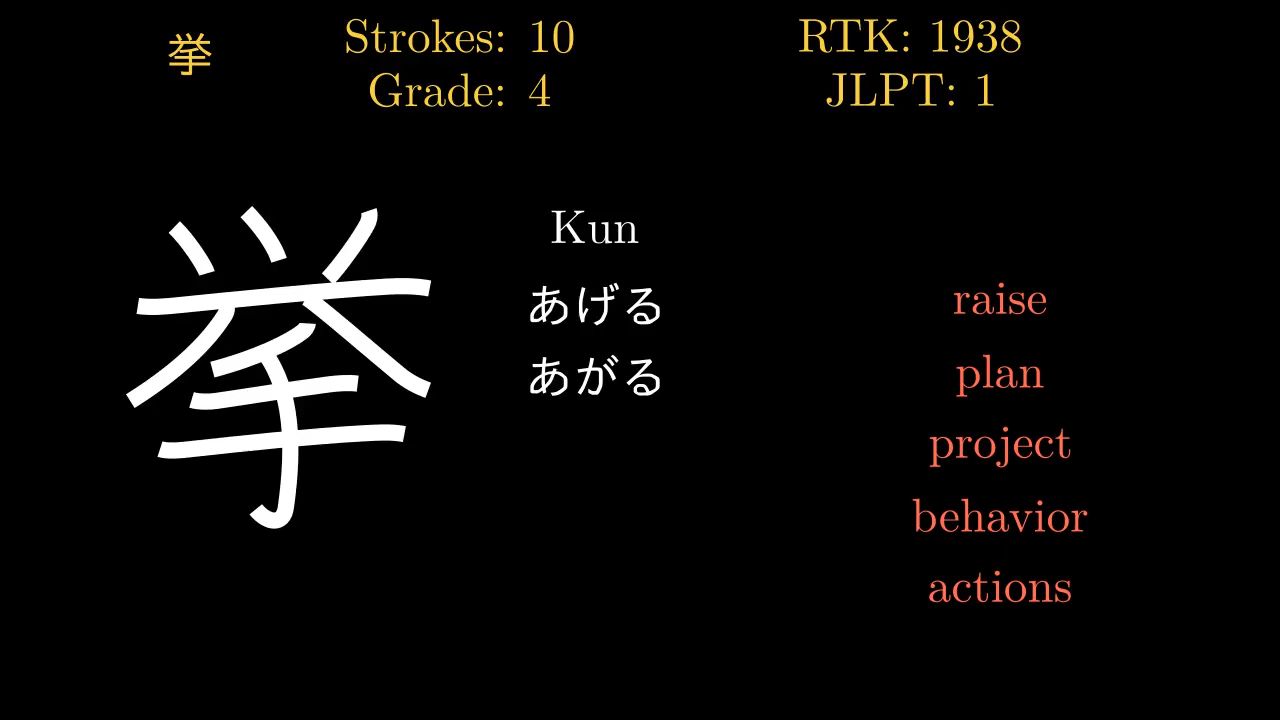 挙
Strokes: 10
Grade: 4
RTK: 1938
JLPT: 1
挙
Kun
あげる
あがる
raise
plan
project
behavior
actions